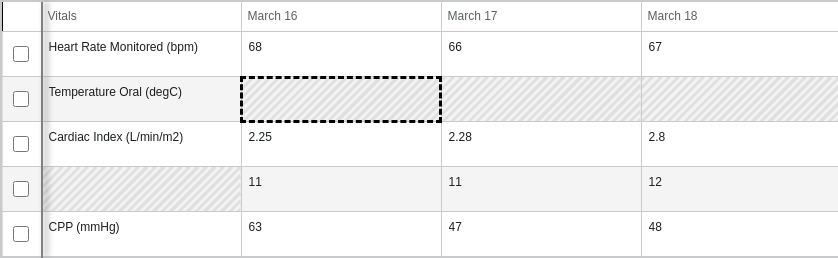 Vitals March 16 March 17 March 18
Heart Rate Monitored (bpm) 68 66 67
Temperature Oral (degC)
Cardiac Index (L/min/m2) 2.25 2.28 2.8
11 11 12
CPP (mmHg) 63 47 48